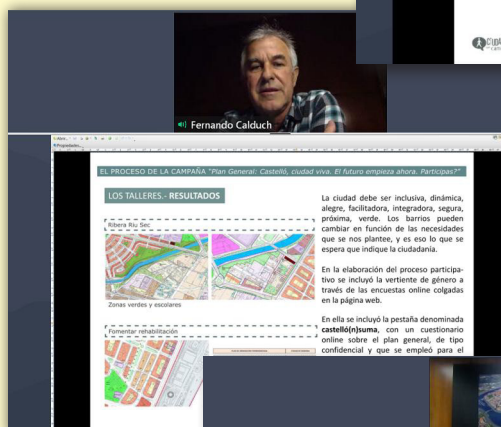 Fernando Calduch
EL PROCESO DE LA CAMPAÑA "Plan General: Castelló, ciudad viva. El futuro empieza ahora. Participas?"
LOS TALLERES.- RESULTADOS
Ribera Riu Sec
Zonas verdes y escolares
Fomentar rehabilitación
La ciudad debe ser inclusiva, dinámica,
alegre, facilitadora, integradora, segura,
próxima, verde. Los barrios pueden
cambiar en función de las necesidades
que se nos plantee, y es eso lo que se
espera que indique la ciudadanía.
En la elaboración del proceso participa-
tivo se incluyó la vertiente de género a
través de las encuestas online colgadas
en la página web.
En ella se incluyó la pestaña denominada
castelló(n)suma, con un cuestionario
online sobre el plan general, de tipo
confidencial y que se empleó para el